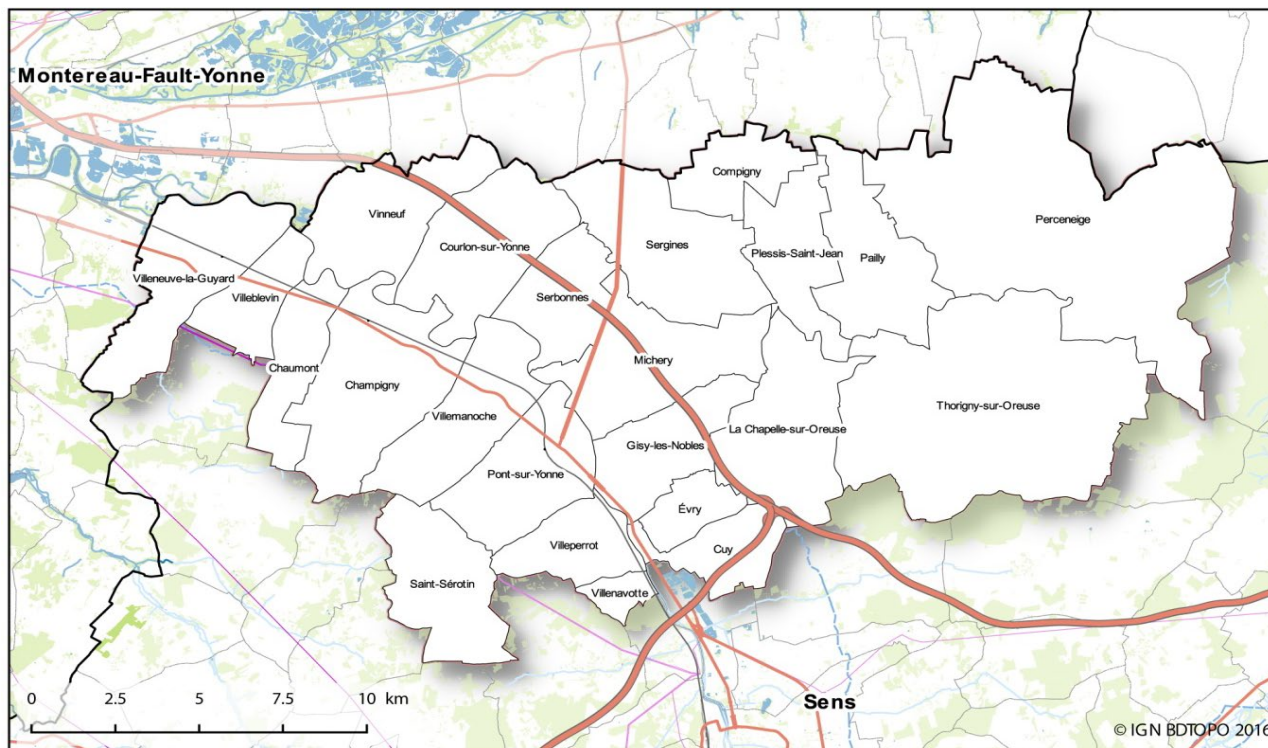 Montereau-Fault-Yonne
Compigny
Vinneuf
Perceneige
Courlon-sur-Yonne
Sergines
Plessis-Saint-Jean
Pailly
Villeneuve-la-Guyard
Villeblevin
Serbonnes
Michery
Chaumont
Champigny
Thorigny-sur-Oreuse
Villemanoche
La Chapelle-sur-Oreuse
Gisy-les-Nobles
Pont-sur-Yonne
Évry
Villeperrot
Cuy
Saint-Sérotin
Villenavotte
0 2.5 5 7.5 10 km
Sens
© IGN BDTOPO 2016